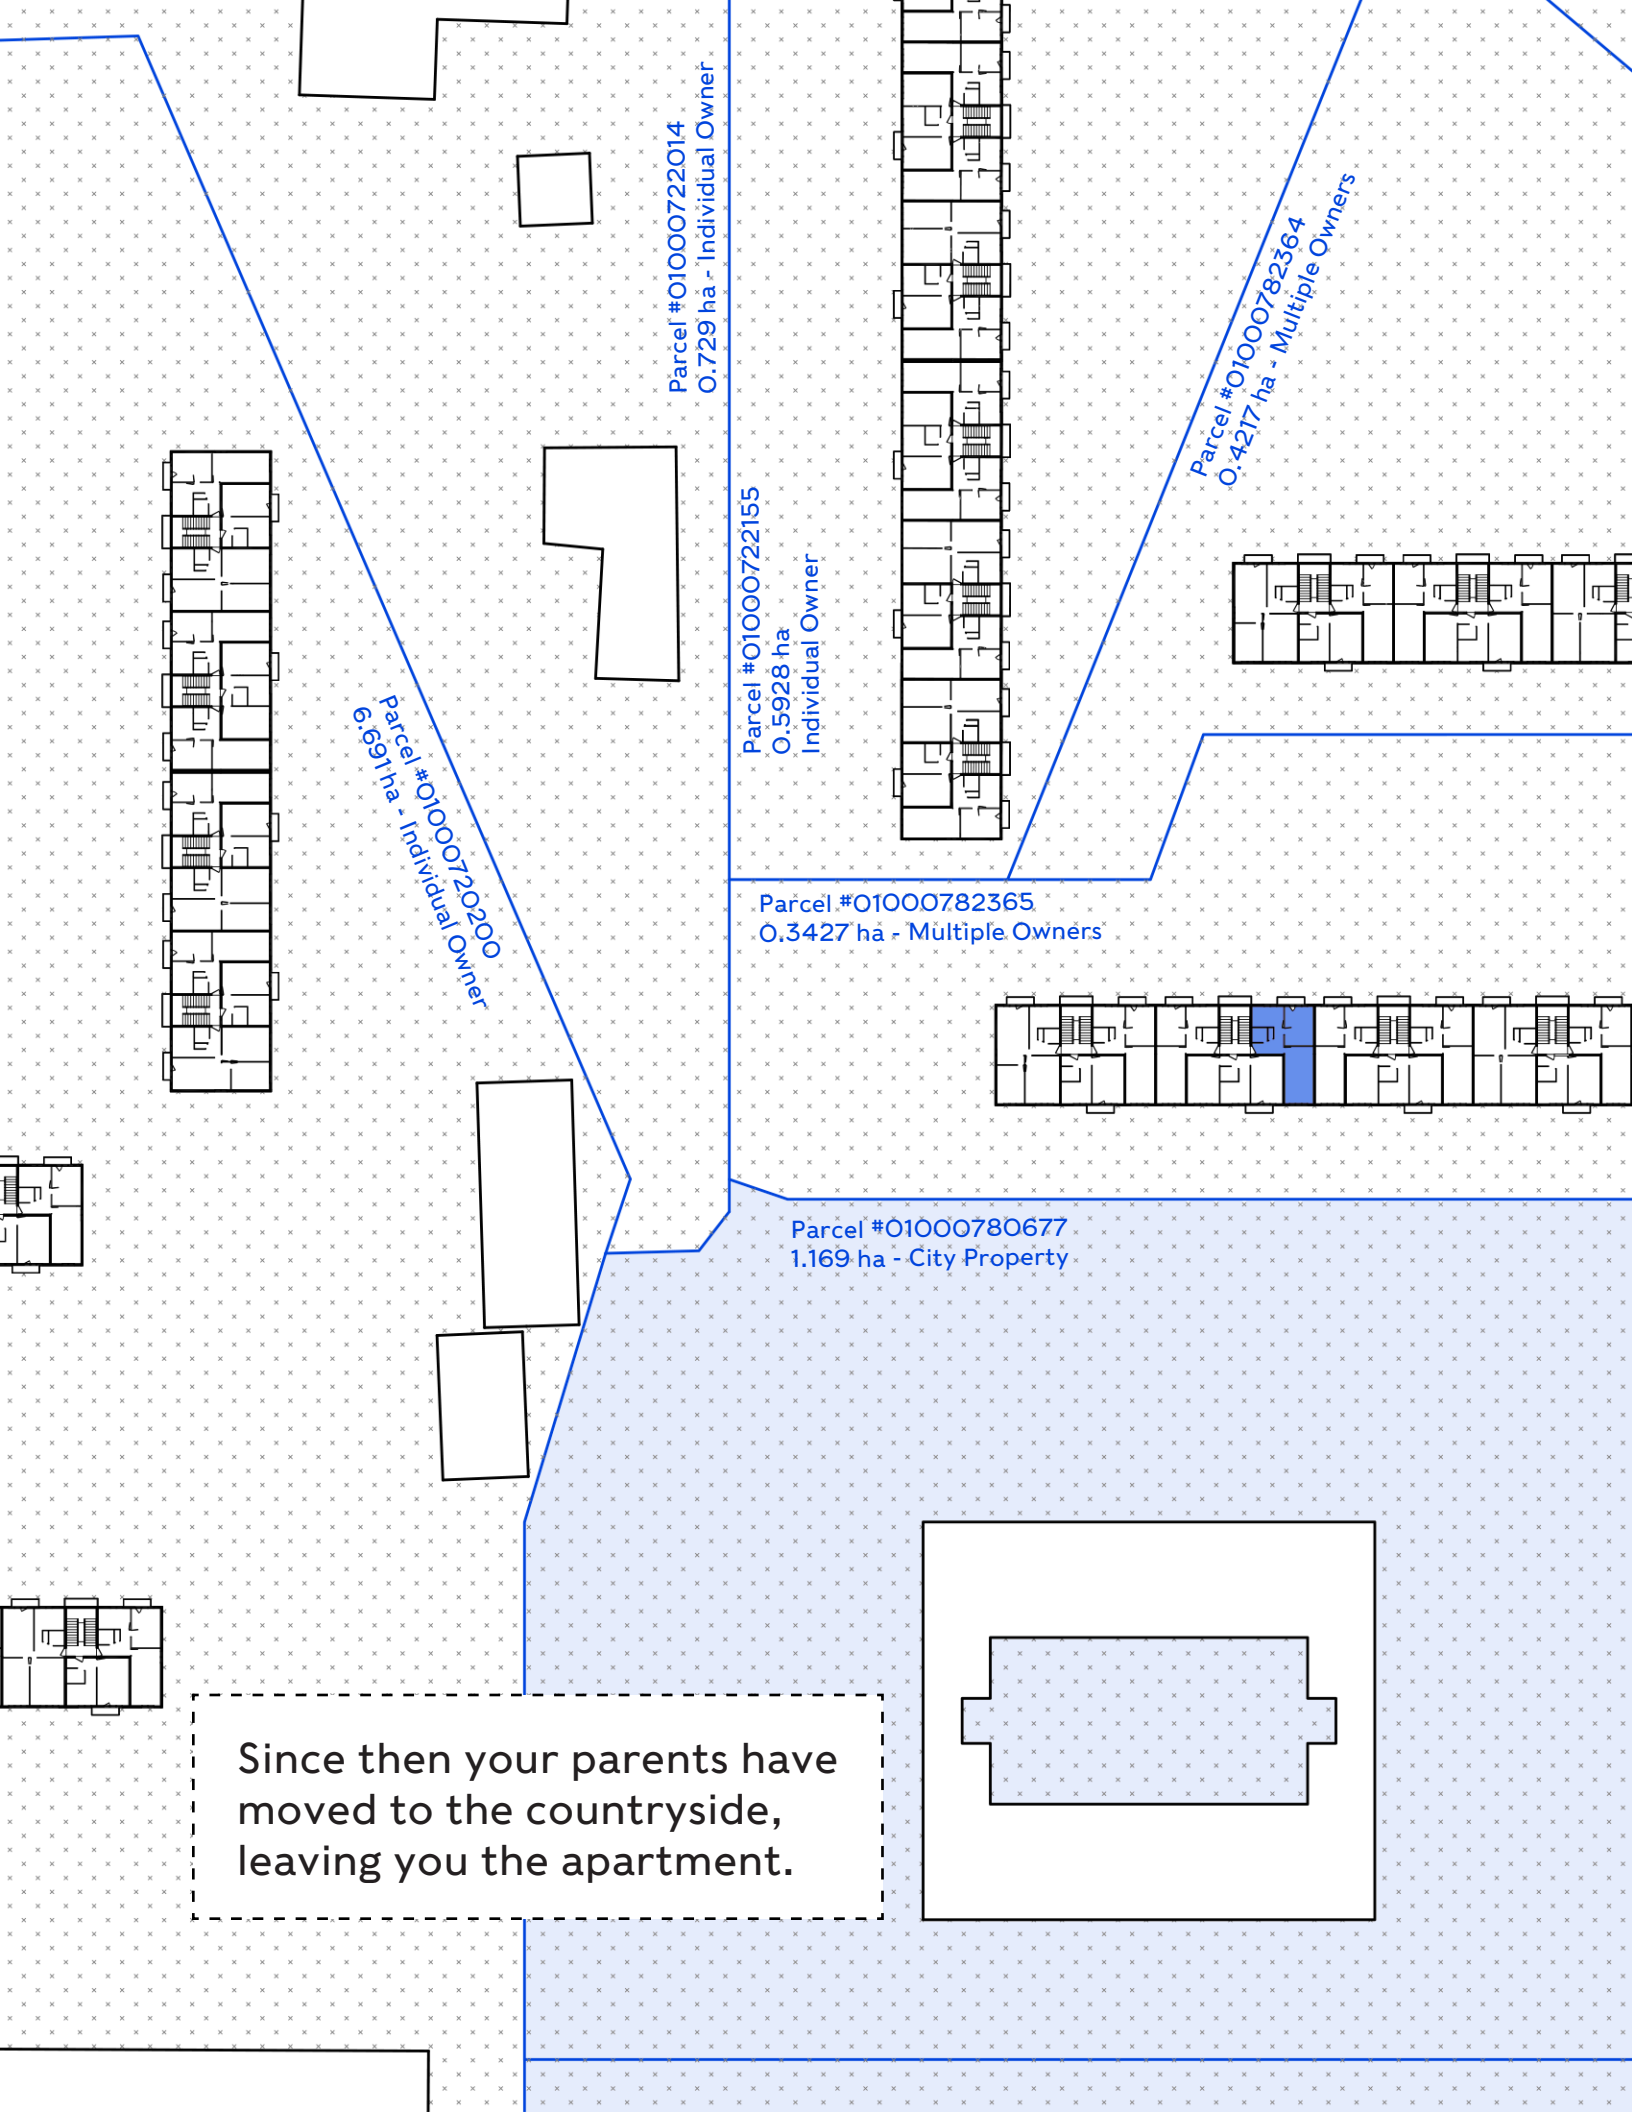 Parcel #01000722014
0.729 ha - Individual Owner
Parcel #01000782364
0.4217 ha - Multiple Owners
Parcel #01000722155
0.5928 ha
Individual Owner
Parcel #01000720200
6.691 ha - Individual Owner
Parcel #01000782365
0.3427 ha - Multiple Owners
Parcel #01000780677
1.169 ha - City Property
Since then your parents have
moved to the countryside,
leaving you the apartment.